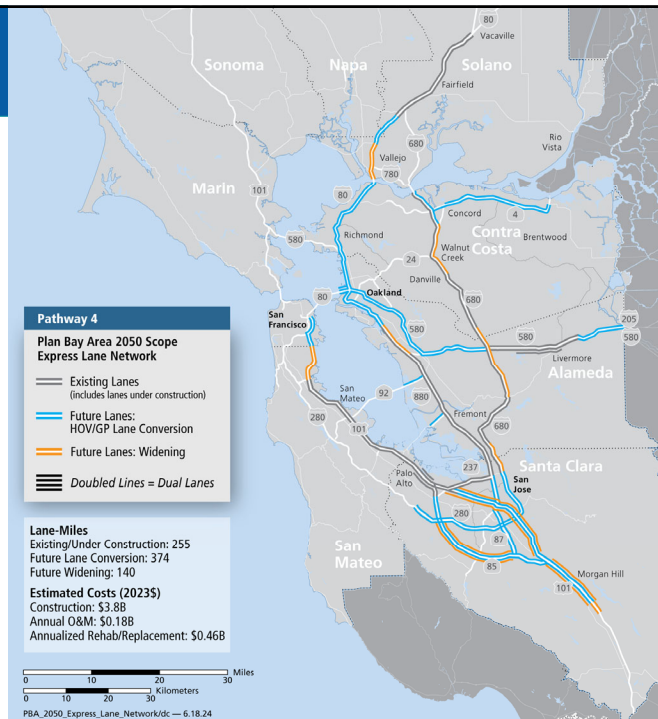 80
Vacaville
Sonoma
Napa
Solano
Fairfield
Rio
Vista
680
Vallejo
780
Marin
101
80
Concord
4
Contra
Costa
Brentwood
Richmond
580
Walnut
Creek
24
Danville
80
Oakland
680
San
Francisco
205
580
580
580
Livermore
Alameda
San
Mateo
92
880
280
101
Fremont
680
237
Santa Clara
Palo
Alto
San
Jose
280
87
San
Mateo
85
Morgan Hill
101
Pathway 4
Plan Bay Area 2050 Scope
Express Lane Network
Existing Lanes
(includes lanes under construction)
Future Lanes:
HOV/GP Lane Conversion
Future Lanes: Widening
Doubled Lines = Dual Lanes
Lane-Miles
Existing/Under Construction: 255
Future Lane Conversion: 374
Future Widening: 140
Estimated Costs (2023$)
Construction: $3.8B
Annual O&M: $0.18B
Annualized Rehab/Replacement: $0.46B
0 10 20 30 Miles
Kilometers
0 10 20 30
PBA_2050_Express_Lane_Network/dc — 6.18.24